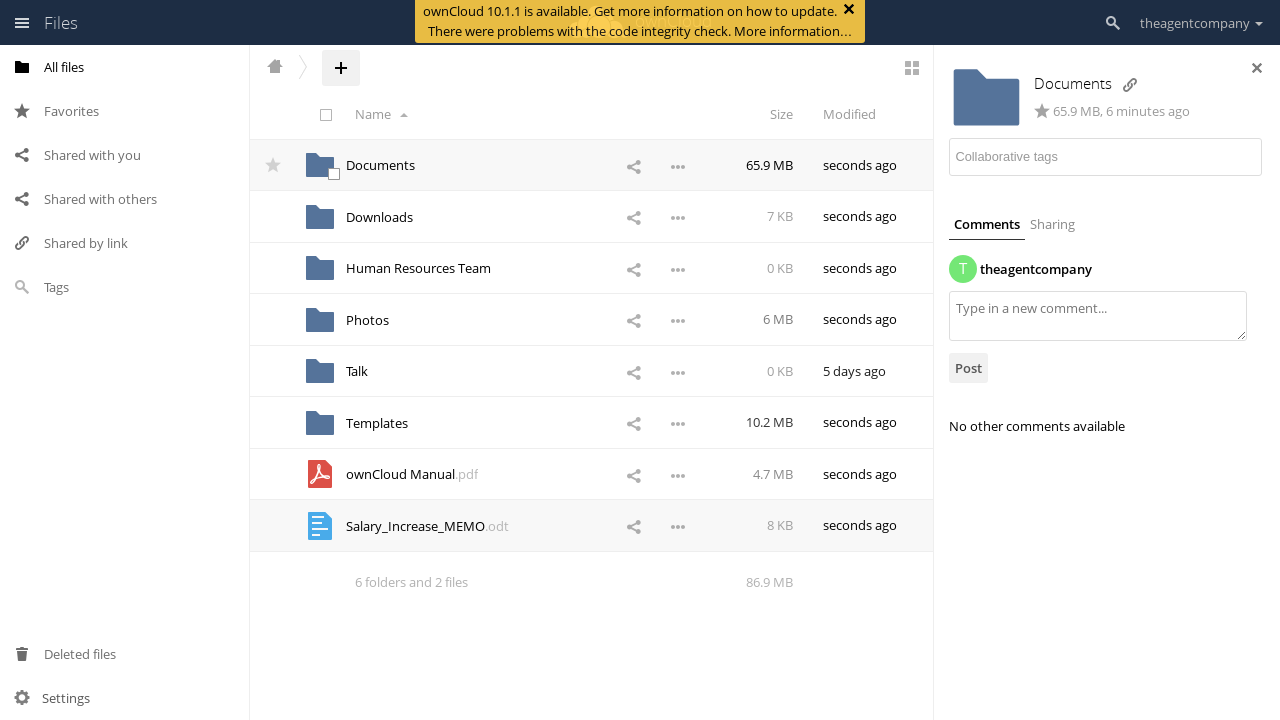 Files
ownCloud 10.1.1 is available. Get more information on how to update.
There were problems with the code integrity check. More information…
theagentcompany
All files
Favorites
Shared with you
Shared with others
Shared by link
Tags
Deleted files
Settings
Name
Size
Modified
Documents
65.9 MB
seconds ago
Downloads
7 KB
seconds ago
Human Resources Team
0 KB
seconds ago
Photos
6 MB
seconds ago
Talk
0 KB
5 days ago
Templates
10.2 MB
seconds ago
ownCloud Manual.pdf
4.7 MB
seconds ago
Salary_Increase_MEMO.odt
8 KB
seconds ago
6 folders and 2 files
86.9 MB
Documents
65.9 MB, 6 minutes ago
Collaborative tags
Comments
Sharing
T
theagentcompany
Type in a new comment...
Post
No other comments available